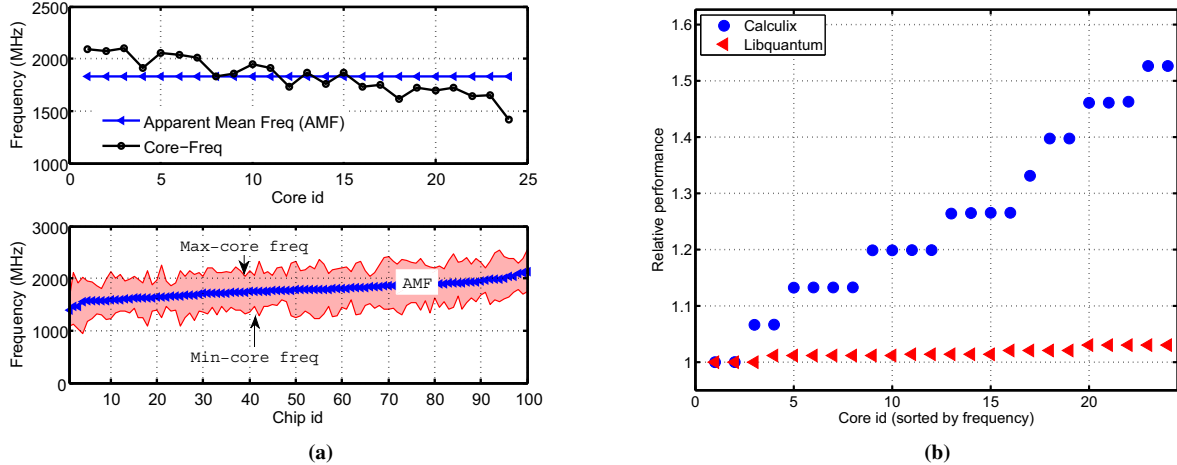 2500
2000
1500
1000
Frequency (MHz)
Apparent Mean Freq (AMF)
Core-Freq
0 5 10 15 20 25
Core id
3000
2000
1000
0
Frequency (MHz)
Max-core freq
AMF
Min-core freq
10 20 30 40 50 60 70 80 90 100
Chip id
(a)
1.6
1.5
1.4
1.3
1.2
1.1
1
Relative performance
Calculix
Libquantum
0 5 10 15 20
Core id (sorted by frequency)
(b)